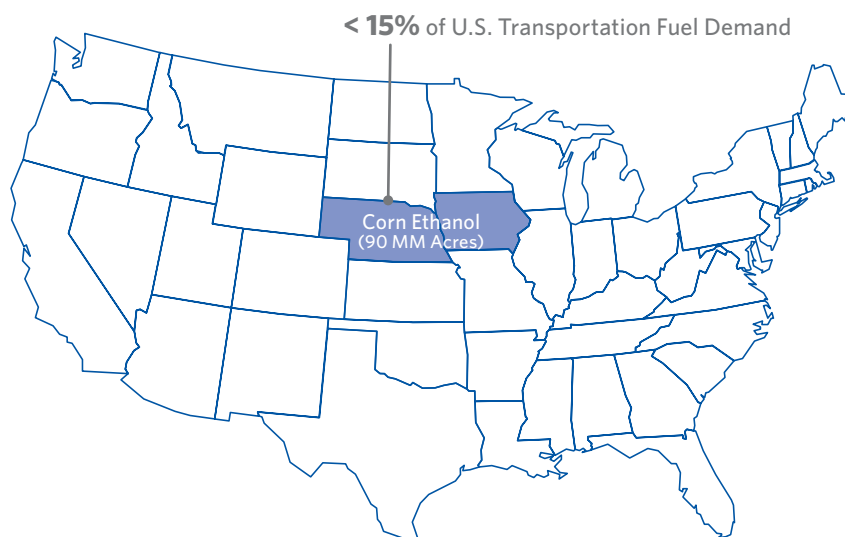 < 15% of U.S. Transportation Fuel Demand
Corn Ethanol
(90 MM Acres)